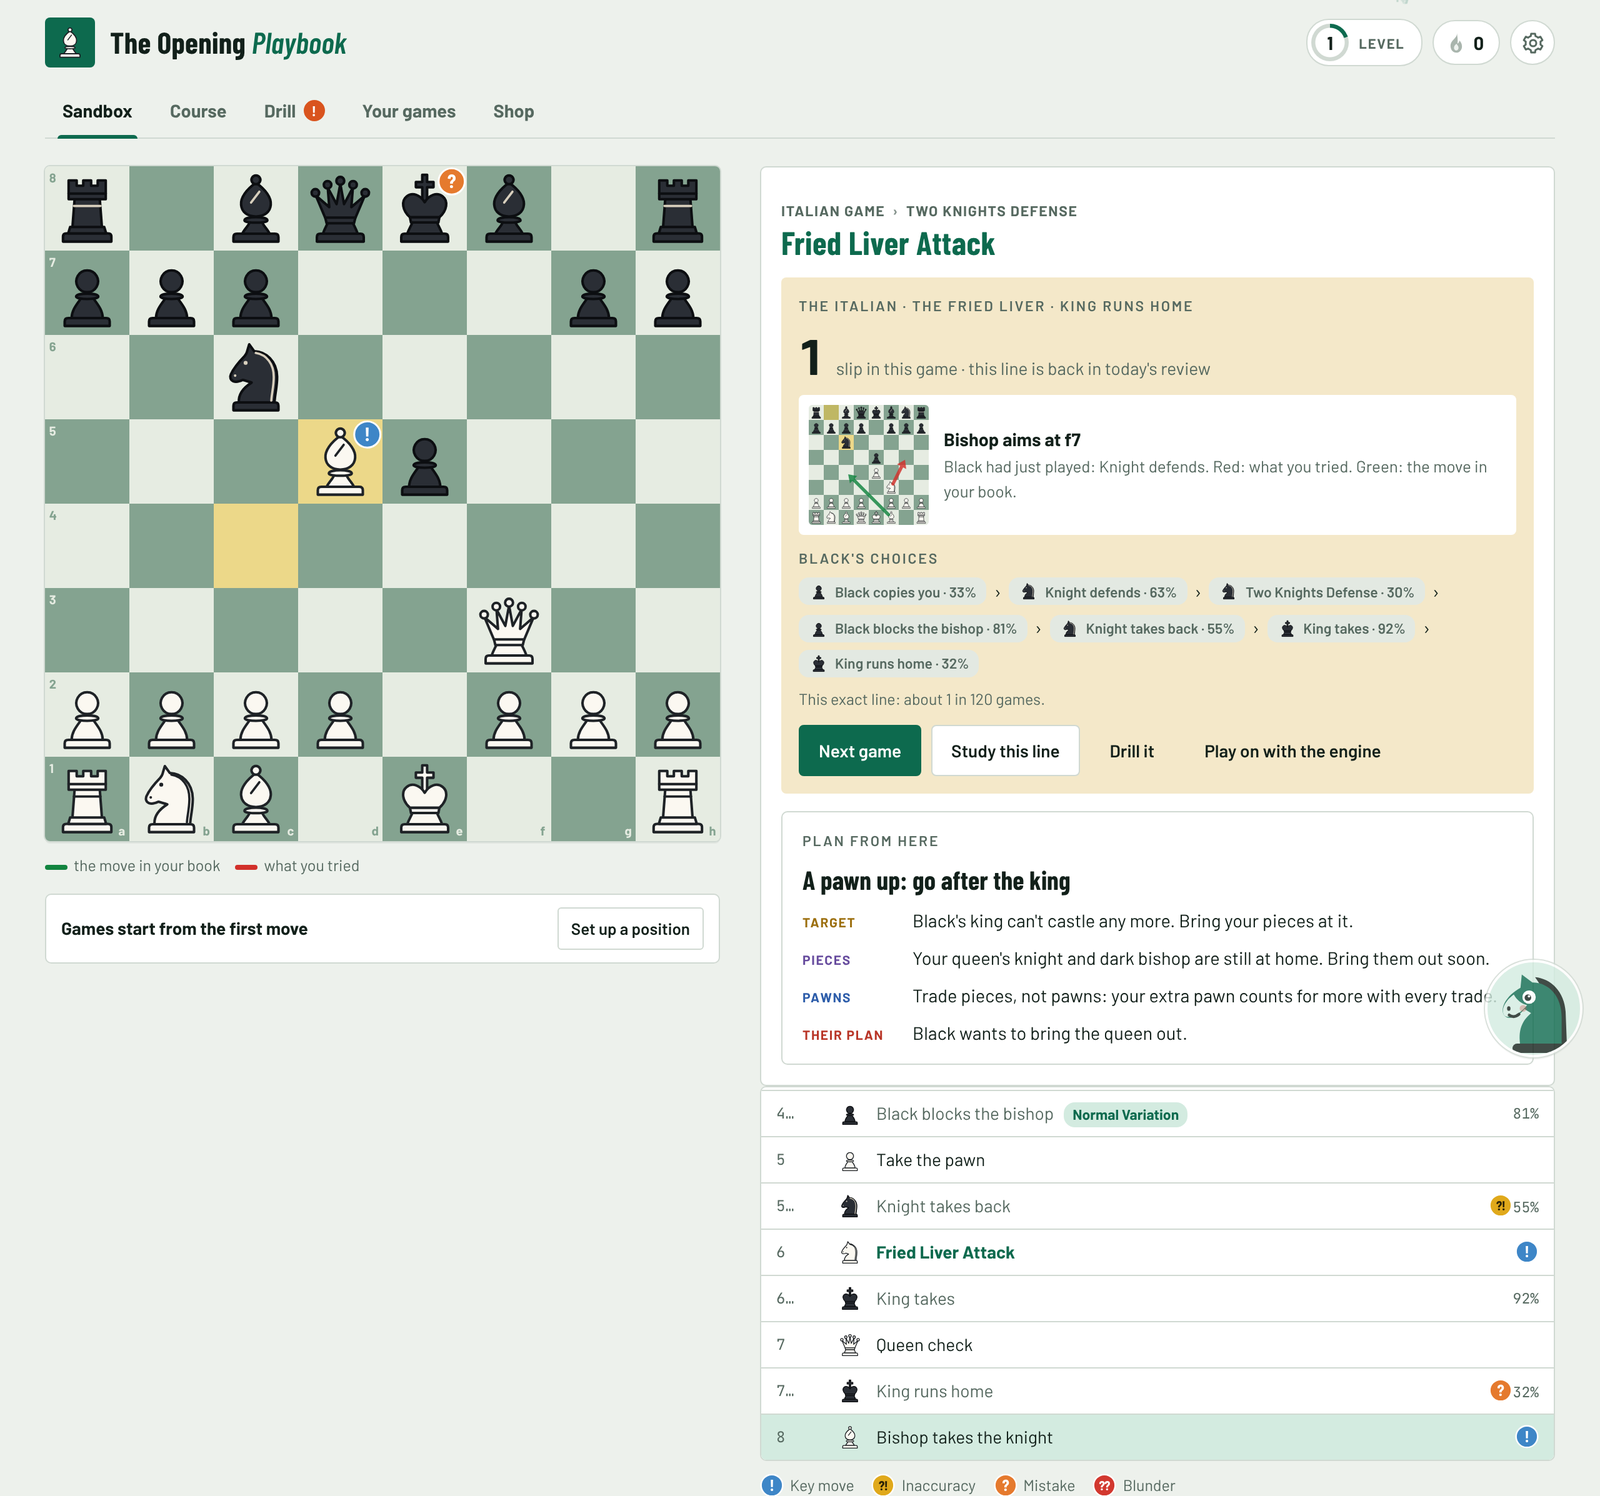 The Opening Playbook
1 LEVEL
0
Sandbox
Course
Drill !
Your games
Shop
8
7
6
5
4
3
2
1
a
b
c
d
e
f
g
h
?
!
the move in your book
what you tried
Games start from the first move
Set up a position
ITALIAN GAME › TWO KNIGHTS DEFENSE
Fried Liver Attack
THE ITALIAN · THE FRIED LIVER · KING RUNS HOME
1 slip in this game · this line is back in today's review
Bishop aims at f7
Black had just played: Knight defends. Red: what you tried. Green: the move in
your book.
BLACK'S CHOICES
Black copies you · 33% › Knight defends · 63% › Two Knights Defense · 30% ›
Black blocks the bishop · 81% › Knight takes back · 55% › King takes · 92% ›
King runs home · 32%
This exact line: about 1 in 120 games.
Next game
Study this line
Drill it
Play on with the engine
PLAN FROM HERE
A pawn up: go after the king
TARGET Black's king can't castle any more. Bring your pieces at it.
PIECES Your queen's knight and dark bishop are still at home. Bring them out soon.
PAWNS Trade pieces, not pawns: your extra pawn counts for more with every trade.
THEIR PLAN Black wants to bring the queen out.
4… Black blocks the bishop Normal Variation 81%
5 Take the pawn
5… Knight takes back ?! 55%
6 Fried Liver Attack !
6… King takes 92%
7 Queen check
7… King runs home ? 32%
8 Bishop takes the knight !
! Key move ?! Inaccuracy ? Mistake ?? Blunder